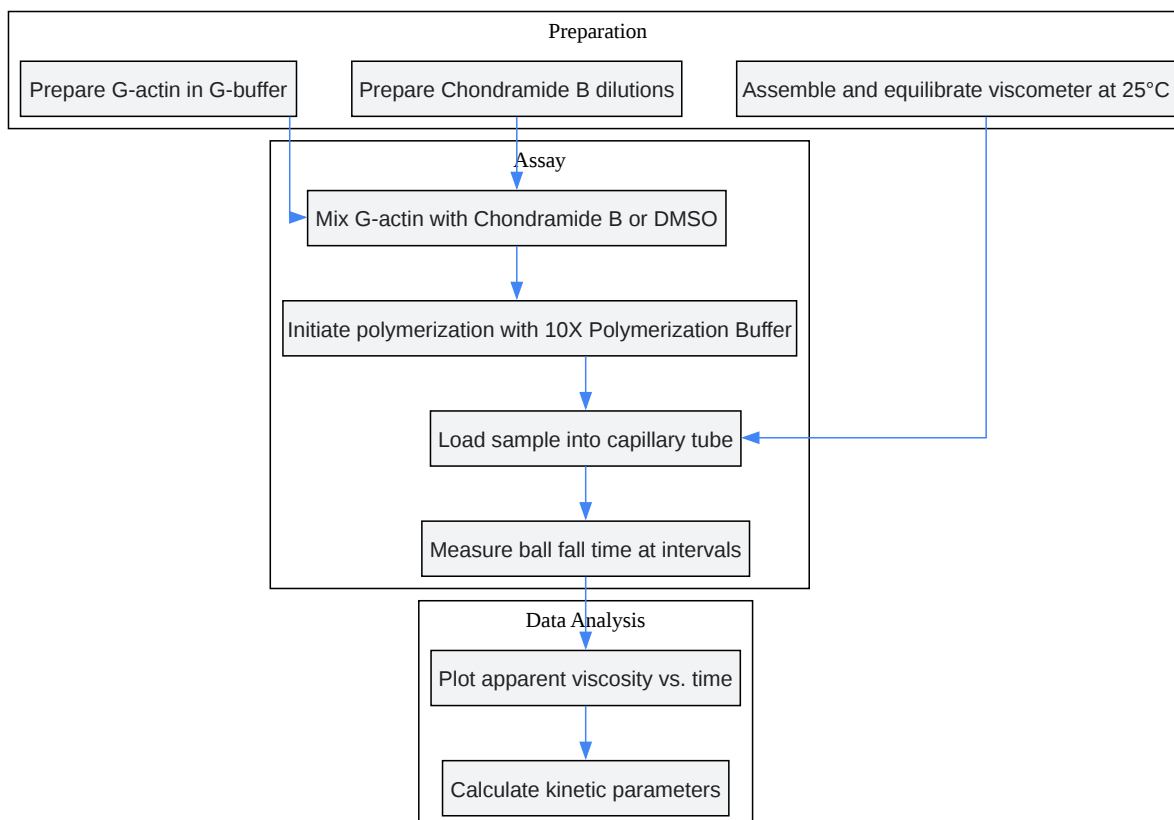 Preparation
Prepare G-actin in G-buffer
Prepare Chondramide B dilutions
Assemble and equilibrate viscometer at 25°C
Assay
Mix G-actin with Chondramide B or DMSO
Initiate polymerization with 10X Polymerization Buffer
Load sample into capillary tube
Measure ball fall time at intervals
Data Analysis
Plot apparent viscosity vs. time
Calculate kinetic parameters